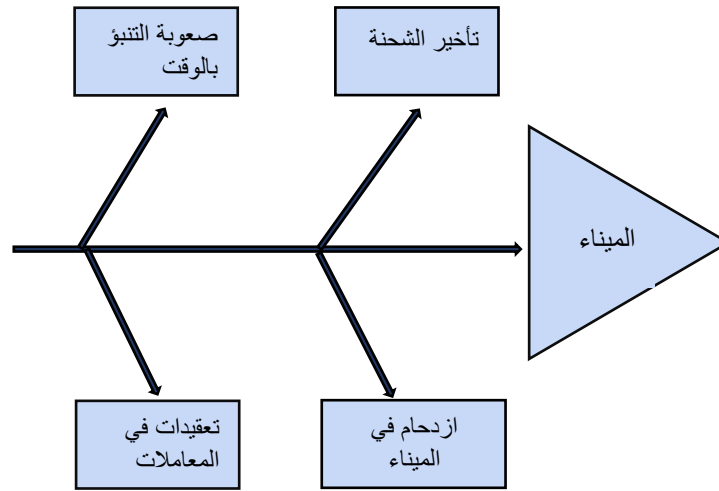 تأخير الشحنة
صعوبة التنبؤ
بالوقت
الميناء
ازدحام في
الميناء
تعقيدات في
المعاملات